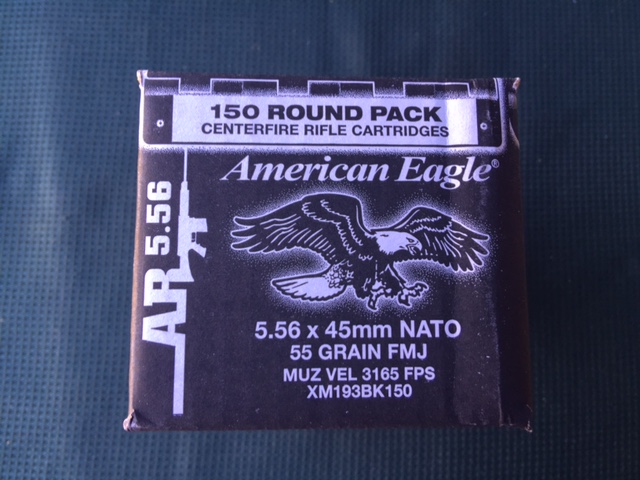 150 ROUND PACK
CENTERFIRE RIFLE CARTRIDGES
American Eagle®
AR 5.56
5.56 x 45mm NATO
55 GRAIN FMJ
MUZ VEL 3165 FPS
XM193BK150